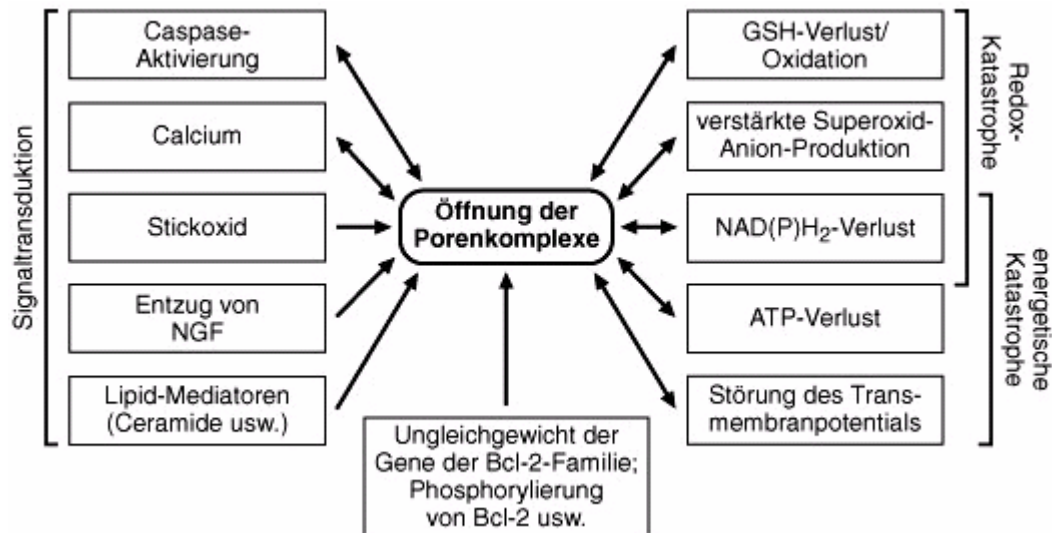 Signaltransduktion
Caspase-
Aktivierung
Calcium
Stickoxid
Entzug von
NGF
Lipid-Mediatoren
(Ceramide usw.)
Öffnung der
Porenkomplexe
Ungleichgewicht der
Gene der Bcl-2-Familie;
Phosphorylierung
von Bcl-2 usw.
GSH-Verlust/
Oxidation
verstärkte Superoxid-
Anion-Produktion
NAD(P)H₂-Verlust
ATP-Verlust
Störung des Trans-
membranpotentials
Redox-
Katastrophe
energetische
Katastrophe